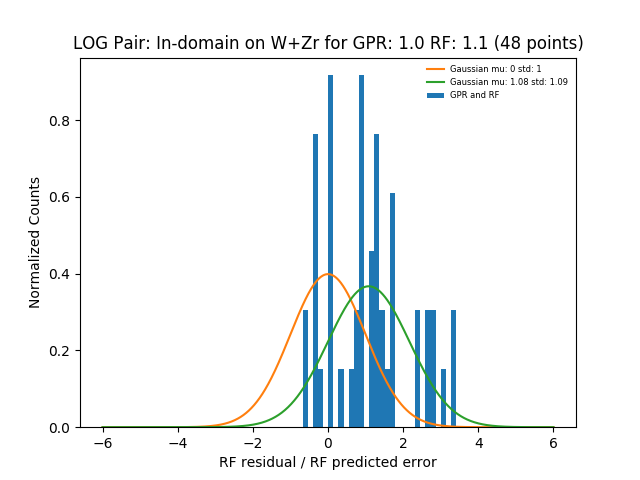 LOG Pair: In-domain on W+Zr for GPR: 1.0 RF: 1.1 (48 points)
Gaussian mu: 0 std: 1
Gaussian mu: 1.08 std: 1.09
GPR and RF
Normalized Counts
0.8
0.6
0.4
0.2
0.0
−6
−4
−2
0
2
4
6
RF residual / RF predicted error